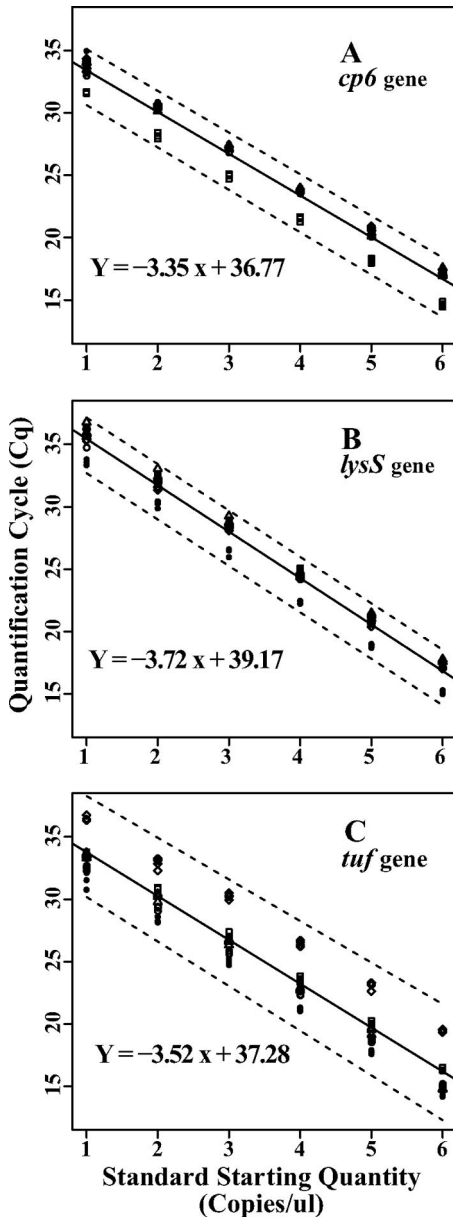 A
cp6 gene
35
30
25
20
15
Y = −3.35 x + 36.77
1 2 3 4 5 6
B
lysS gene
35
30
25
20
15
Y = −3.72 x + 39.17
1 2 3 4 5 6
C
tuf gene
35
30
25
20
15
Y = −3.52 x + 37.28
1 2 3 4 5 6
Quantification Cycle (Cq)
Standard Starting Quantity
(Copies/ul)